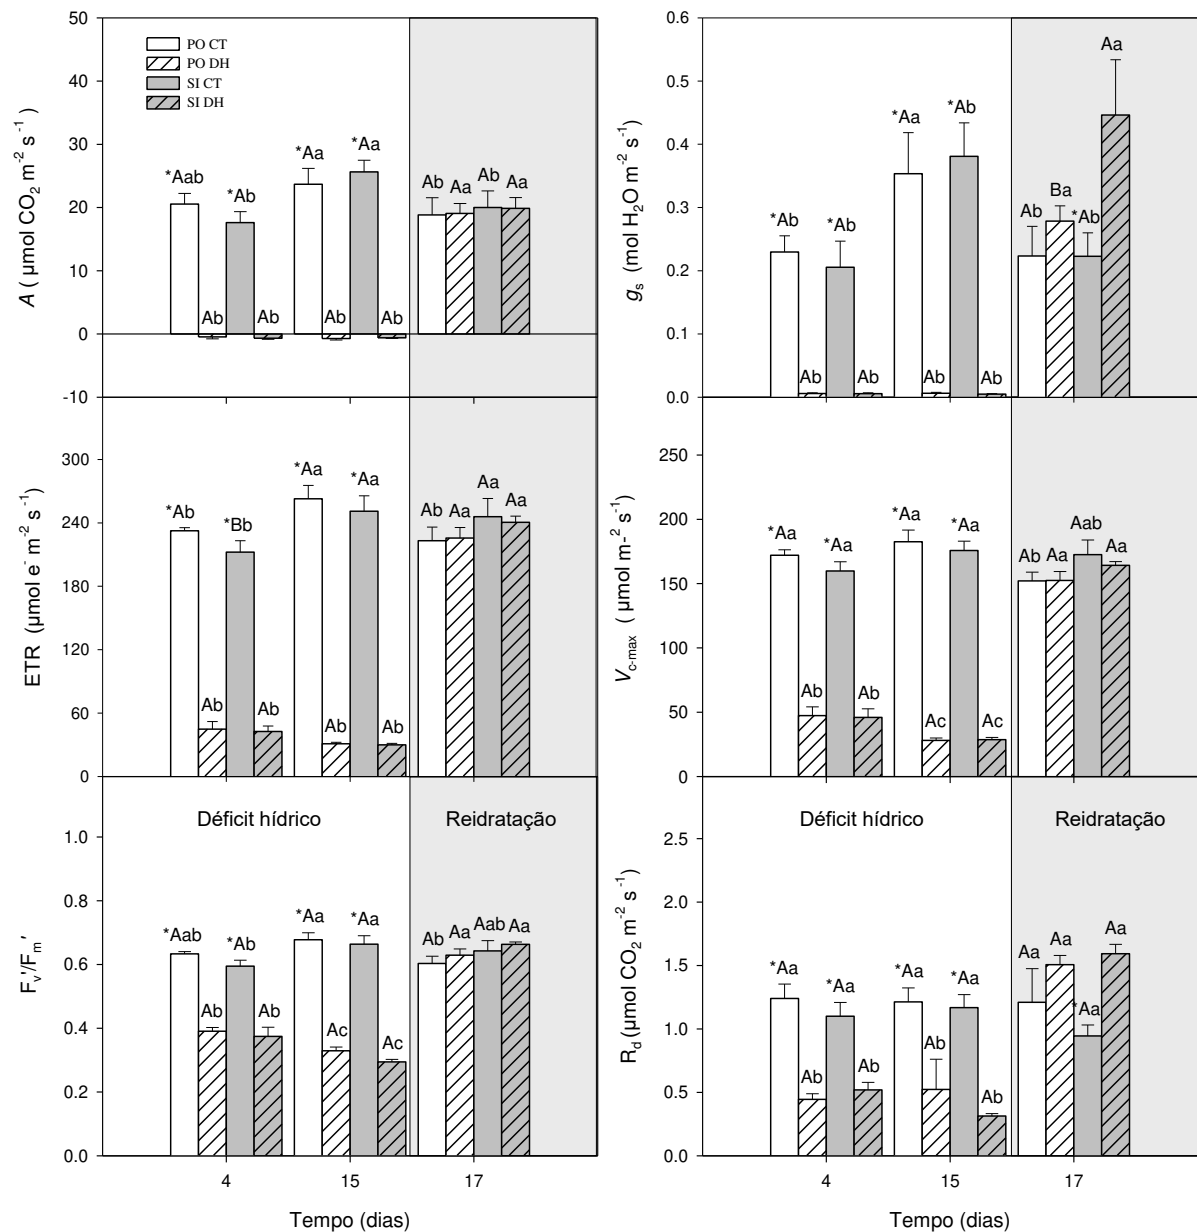 50
40
30
20
10
0
-10
A ( µmol CO2 m-2 s-1 )
PO CT
PO DH
SI CT
SI DH
*Aab
Ab
*Ab
Ab
*Aa
Ab
*Aa
Ab
Ab
Aa
Ab
Aa
0.6
0.5
0.4
0.3
0.2
0.1
0.0
gs (mol H2O m-2 s-1)
*Ab
Ab
*Ab
Ab
*Aa
Ab
*Ab
Ab
Ab
Ba
*Ab
Aa
300
240
180
120
60
0
ETR (µmol e- m-2 s-1)
*Ab
Ab
*Bb
Ab
*Aa
Ab
*Aa
Ab
Ab
Aa
Aa
Aa
250
200
150
100
50
0
Vc-max ( µmol m-2 s-1)
*Aa
Ab
*Aa
Ab
*Aa
Ac
*Aa
Ac
Ab
Aa
Aab
Aa
1.0
0.8
0.6
0.4
0.2
0.0
Fv'/Fm'
Déficit hídrico
Reidratação
*Aab
Ab
*Ab
Ab
*Aa
Ac
*Aa
Ac
Ab
Aa
Aab
Aa
4
15
17
Tempo (dias)
2.5
2.0
1.5
1.0
0.5
0.0
Rd (µmol CO2 m-2 s-1)
Déficit hídrico
Reidratação
*Aa
Ab
*Aa
Ab
*Aa
Ab
*Aa
Ab
Aa
Aa
*Aa
Aa
4
15
17
Tempo (dias)